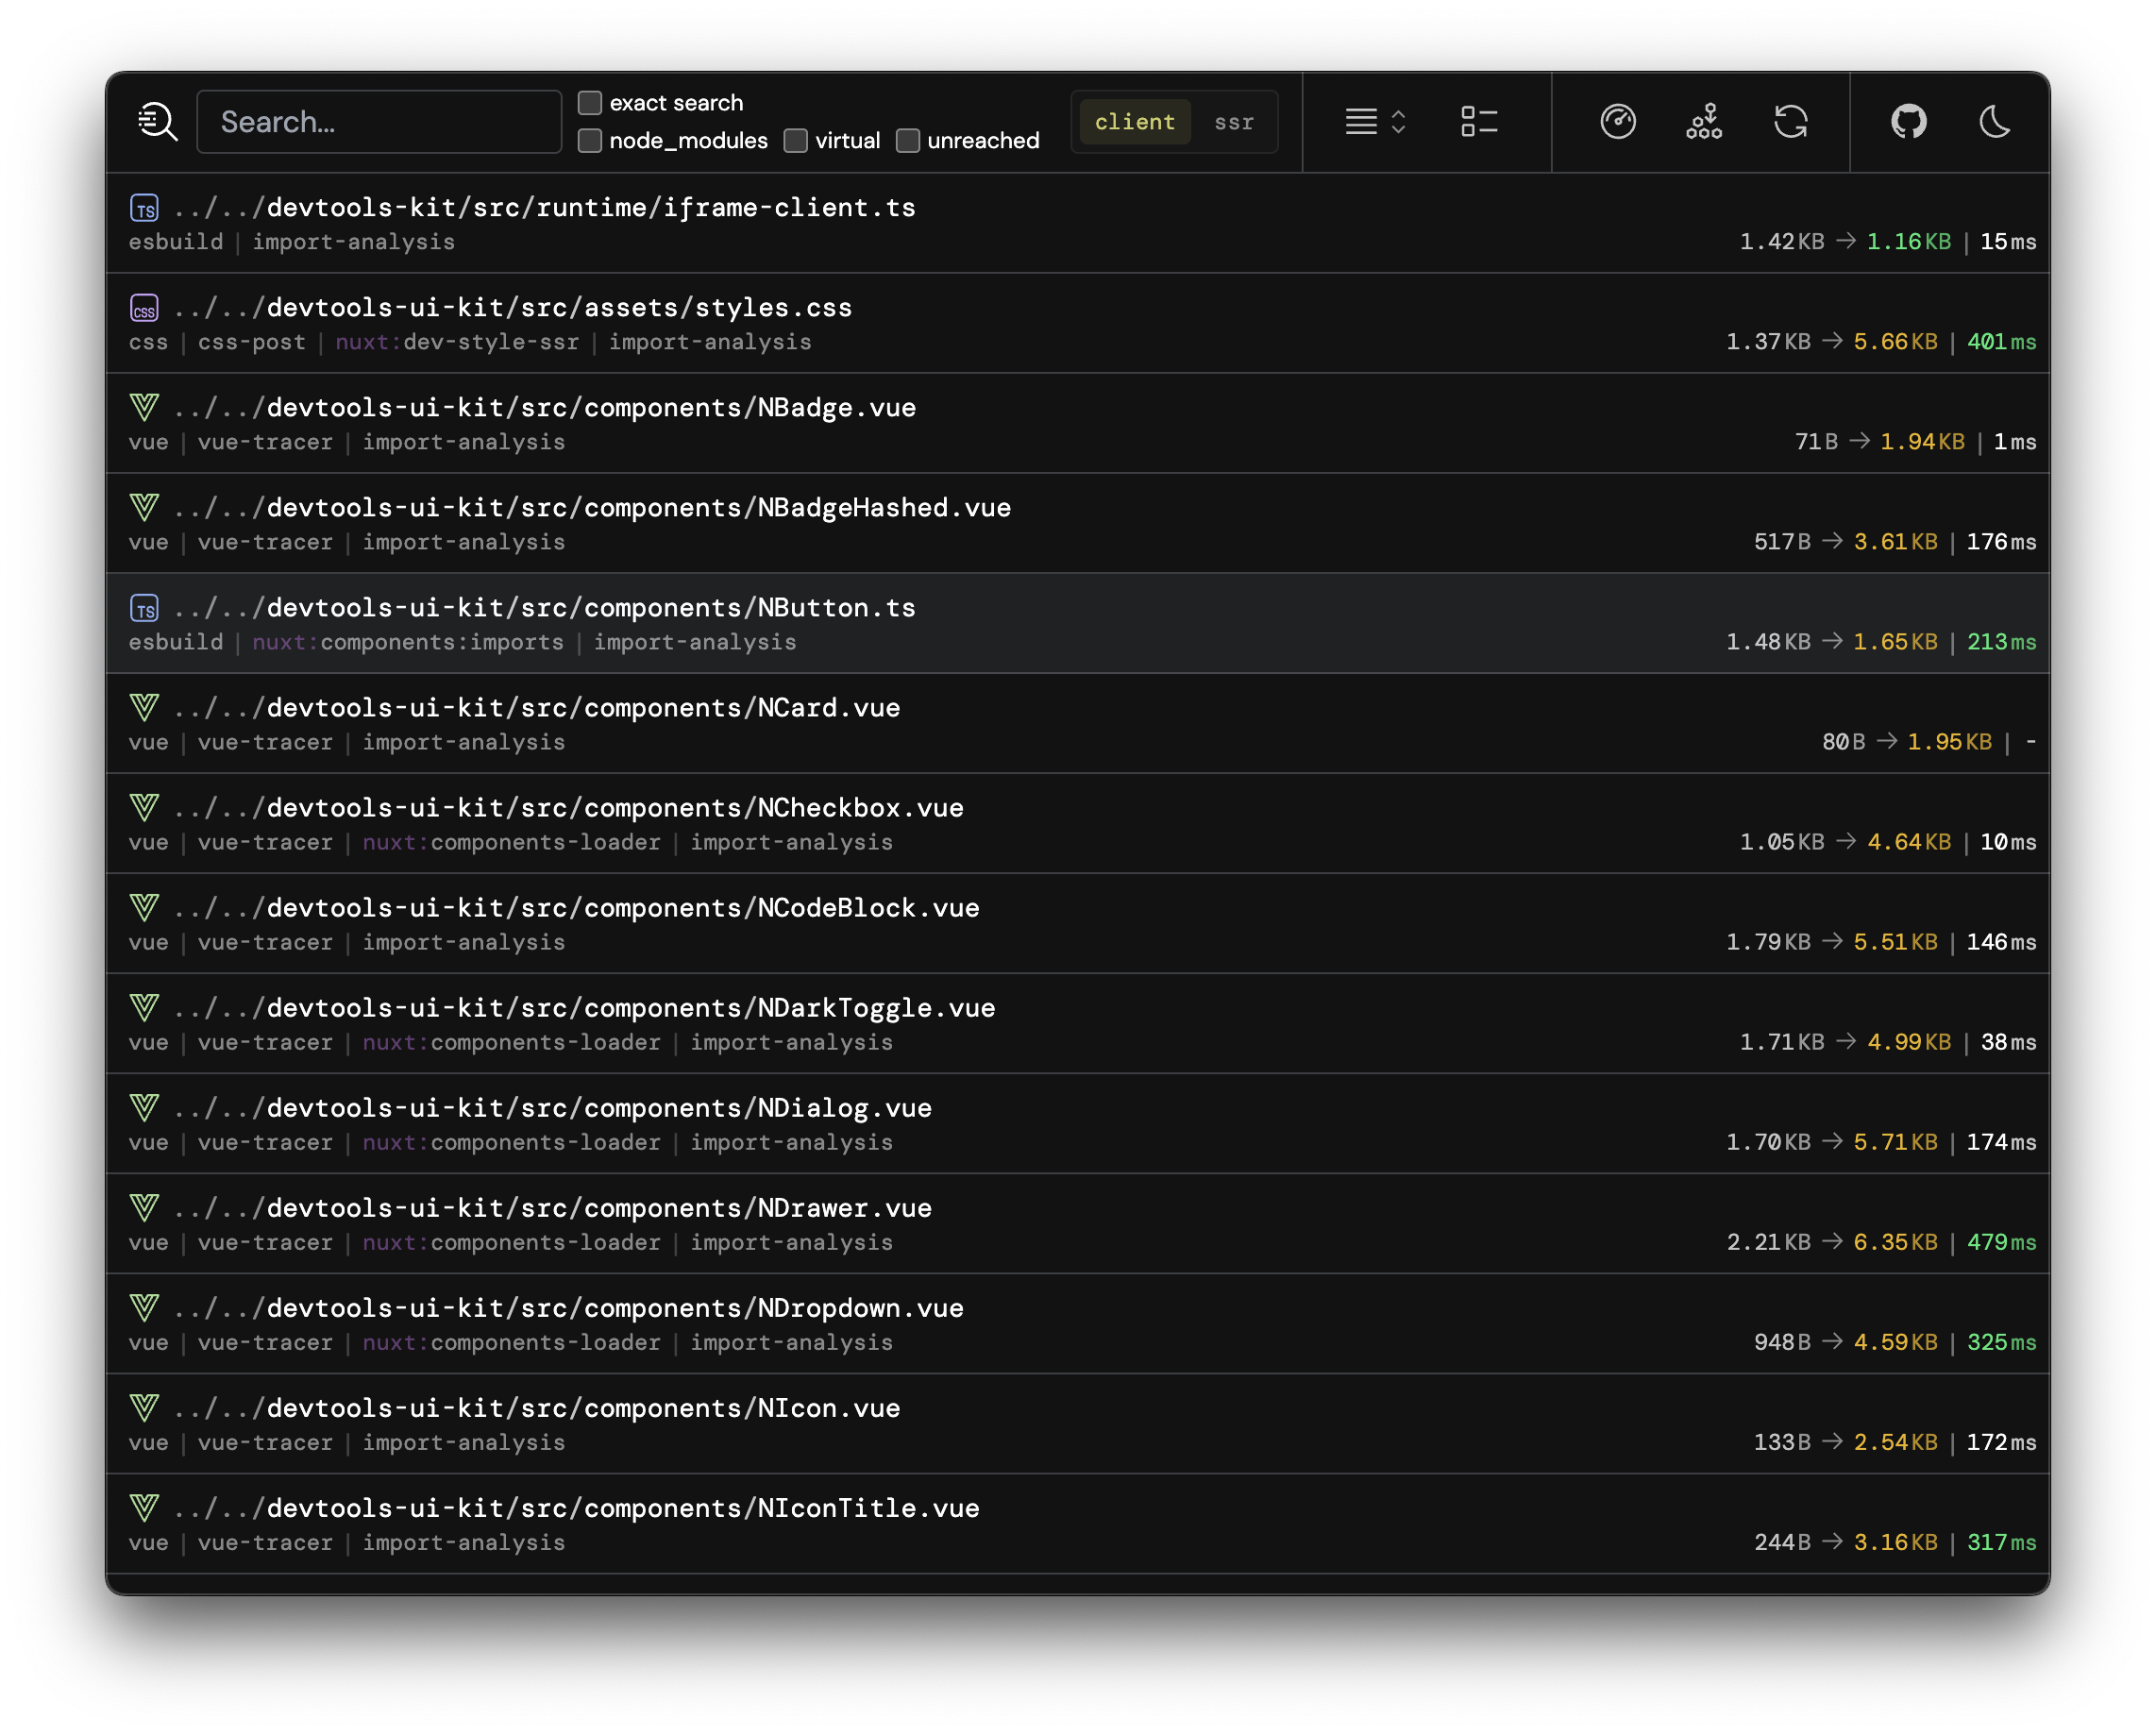 Search...
exact search
node_modules virtual unreached
client ssr
TS ../../devtools-kit/src/runtime/iframe-client.ts
esbuild | import-analysis 1.42KB → 1.16KB | 15ms
CSS ../../devtools-ui-kit/src/assets/styles.css
css | css-post | nuxt:dev-style-ssr | import-analysis 1.37KB → 5.66KB | 401ms
../../devtools-ui-kit/src/components/NBadge.vue
vue | vue-tracer | import-analysis 71B → 1.94KB | 1ms
../../devtools-ui-kit/src/components/NBadgeHashed.vue
vue | vue-tracer | import-analysis 517B → 3.61KB | 176ms
TS ../../devtools-ui-kit/src/components/NButton.ts
esbuild | nuxt:components:imports | import-analysis 1.48KB → 1.65KB | 213ms
../../devtools-ui-kit/src/components/NCard.vue
vue | vue-tracer | import-analysis 80B → 1.95KB | -
../../devtools-ui-kit/src/components/NCheckbox.vue
vue | vue-tracer | nuxt:components-loader | import-analysis 1.05KB → 4.64KB | 10ms
../../devtools-ui-kit/src/components/NCodeBlock.vue
vue | vue-tracer | import-analysis 1.79KB → 5.51KB | 146ms
../../devtools-ui-kit/src/components/NDarkToggle.vue
vue | vue-tracer | nuxt:components-loader | import-analysis 1.71KB → 4.99KB | 38ms
../../devtools-ui-kit/src/components/NDialog.vue
vue | vue-tracer | nuxt:components-loader | import-analysis 1.70KB → 5.71KB | 174ms
../../devtools-ui-kit/src/components/NDrawer.vue
vue | vue-tracer | nuxt:components-loader | import-analysis 2.21KB → 6.35KB | 479ms
../../devtools-ui-kit/src/components/NDropdown.vue
vue | vue-tracer | nuxt:components-loader | import-analysis 948B → 4.59KB | 325ms
../../devtools-ui-kit/src/components/NIcon.vue
vue | vue-tracer | import-analysis 133B → 2.54KB | 172ms
../../devtools-ui-kit/src/components/NIconTitle.vue
vue | vue-tracer | import-analysis 244B → 3.16KB | 317ms